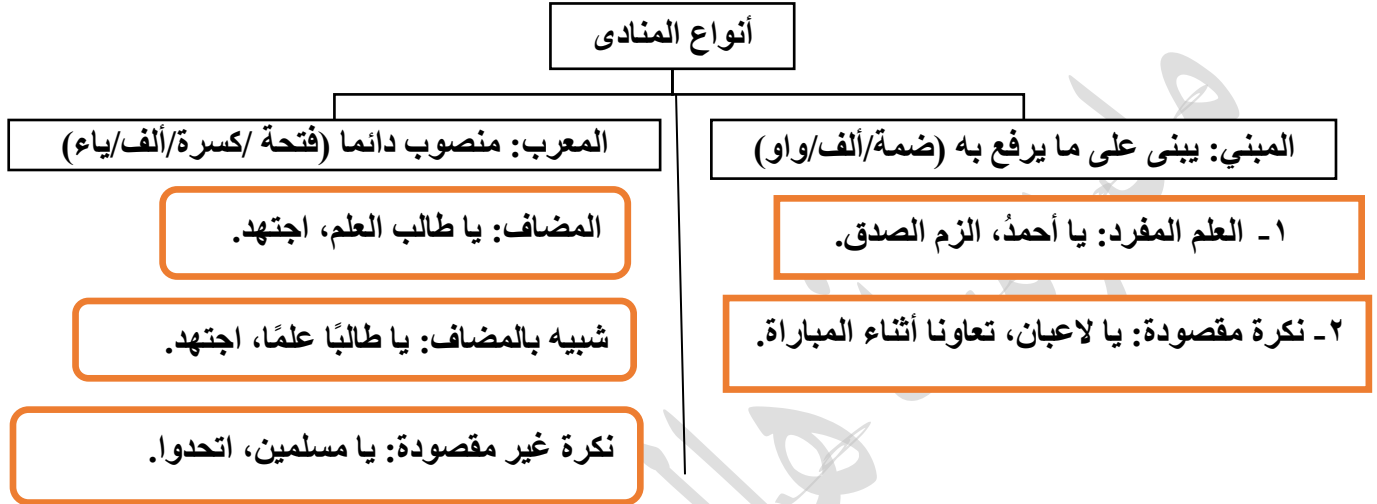 أنواع المنادى
المبني: يبنى على ما يرفع به (ضمة/ألف/واو)
١- العلم المفرد: يا أحمدُ، الزم الصدق.
٢- نكرة مقصودة: يا لاعبان، تعاونا أثناء المباراة.
المعرب: منصوب دائما (فتحة /كسرة/ألف/ياء)
المضاف: يا طالب العلم، اجتهد.
شبيه بالمضاف: يا طالبًا علمًا، اجتهد.
نكرة غير مقصودة: يا مسلمين، اتحدوا.